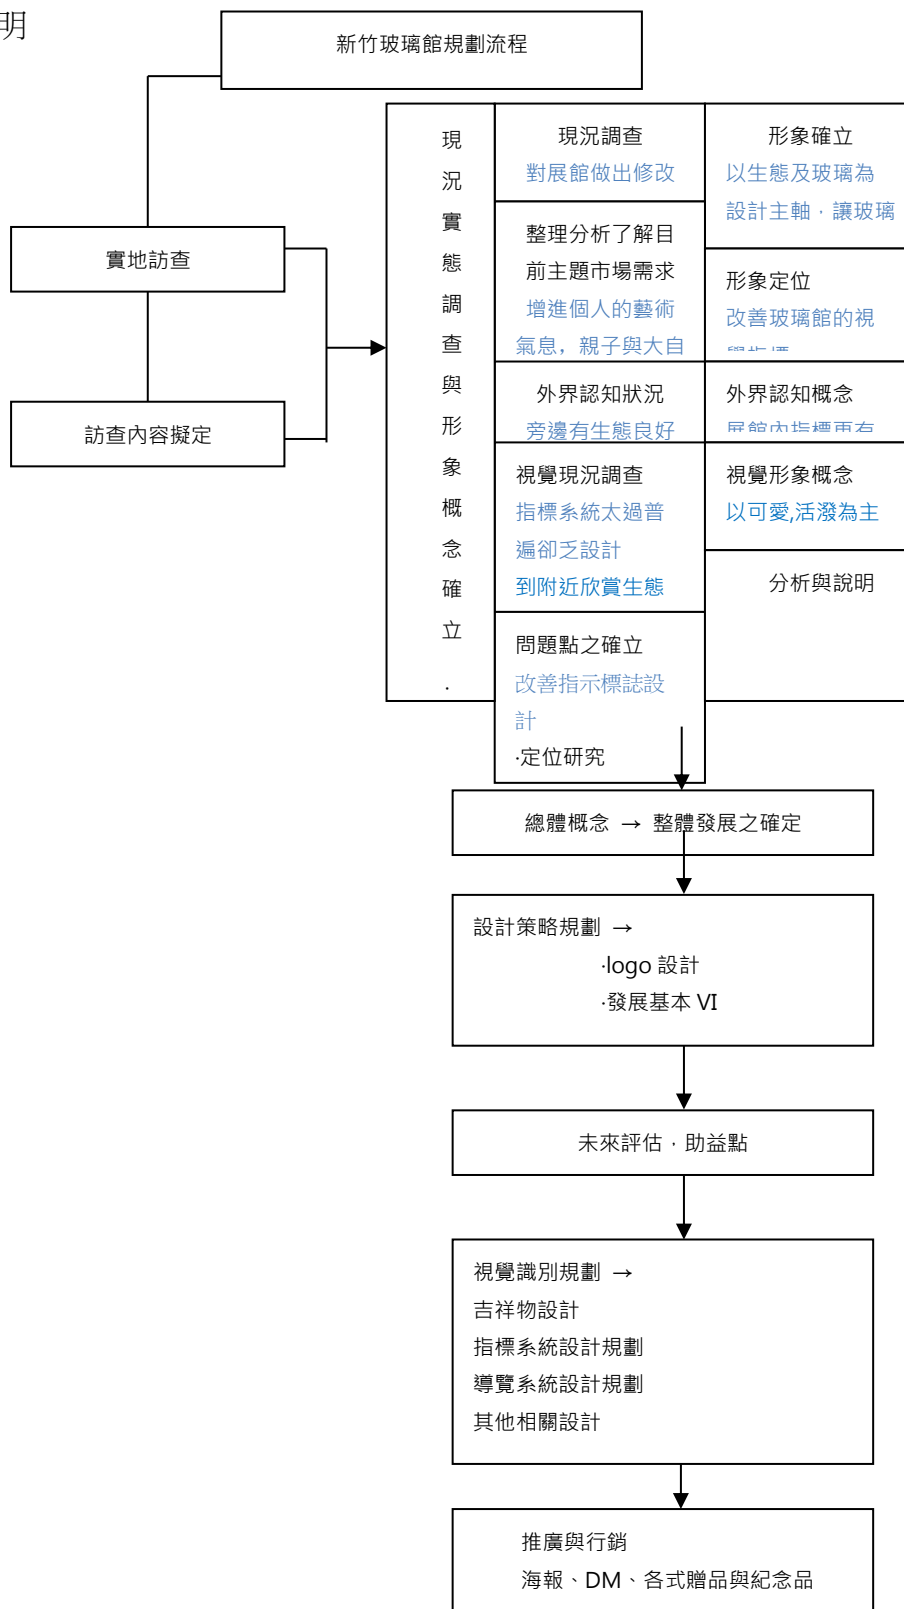 明
新竹玻璃館規劃流程
實地訪查
訪查內容擬定
現
況
實
態
調
查
與
形
象
概
念
確
立
.
現況調查
對展館做出修改
整理分析了解目
前主題市場需求
增進個人的藝術
氣息，親子與大自
外界認知狀況
旁邊有生態良好
視覺現況調查
指標系統太過普
遍卻乏設計
到附近欣賞生態
問題點之確立
改善指示標誌設
計
·定位研究
形象確立
以生態及玻璃為
設計主軸，讓玻璃
形象定位
改善玻璃館的視
外界認知概念
展館內指標更有
視覺形象概念
以可愛,活潑為主
分析與說明
總體概念 → 整體發展之確定
設計策略規劃 →
·logo 設計
·發展基本 VI
未來評估．助益點
視覺識別規劃 →
吉祥物設計
指標系統設計規劃
導覽系統設計規劃
其他相關設計
推廣與行銷
海報、DM、各式贈品與紀念品